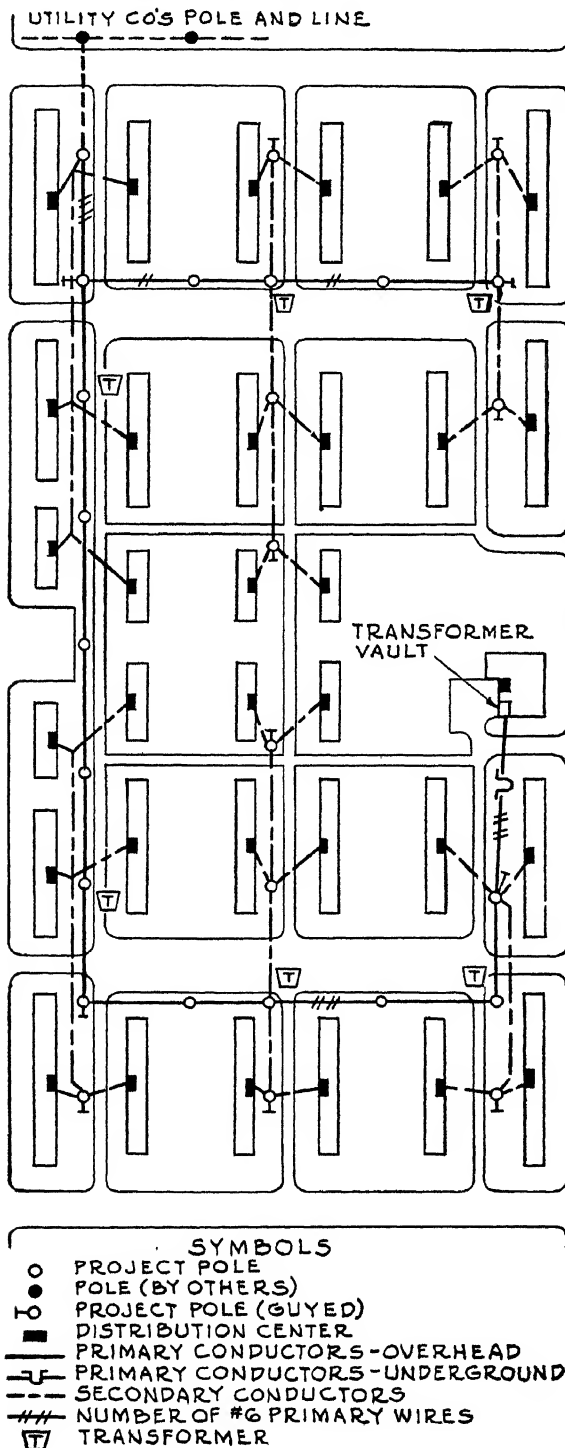 UTILITY CO'S POLE AND LINE
T
T
T
TRANSFORMER
VAULT
T
T
T
SYMBOLS
PROJECT POLE
POLE (BY OTHERS)
PROJECT POLE (GUYED)
DISTRIBUTION CENTER
PRIMARY CONDUCTORS-OVERHEAD
PRIMARY CONDUCTORS-UNDERGROUND
SECONDARY CONDUCTORS
NUMBER OF #6 PRIMARY WIRES
T TRANSFORMER